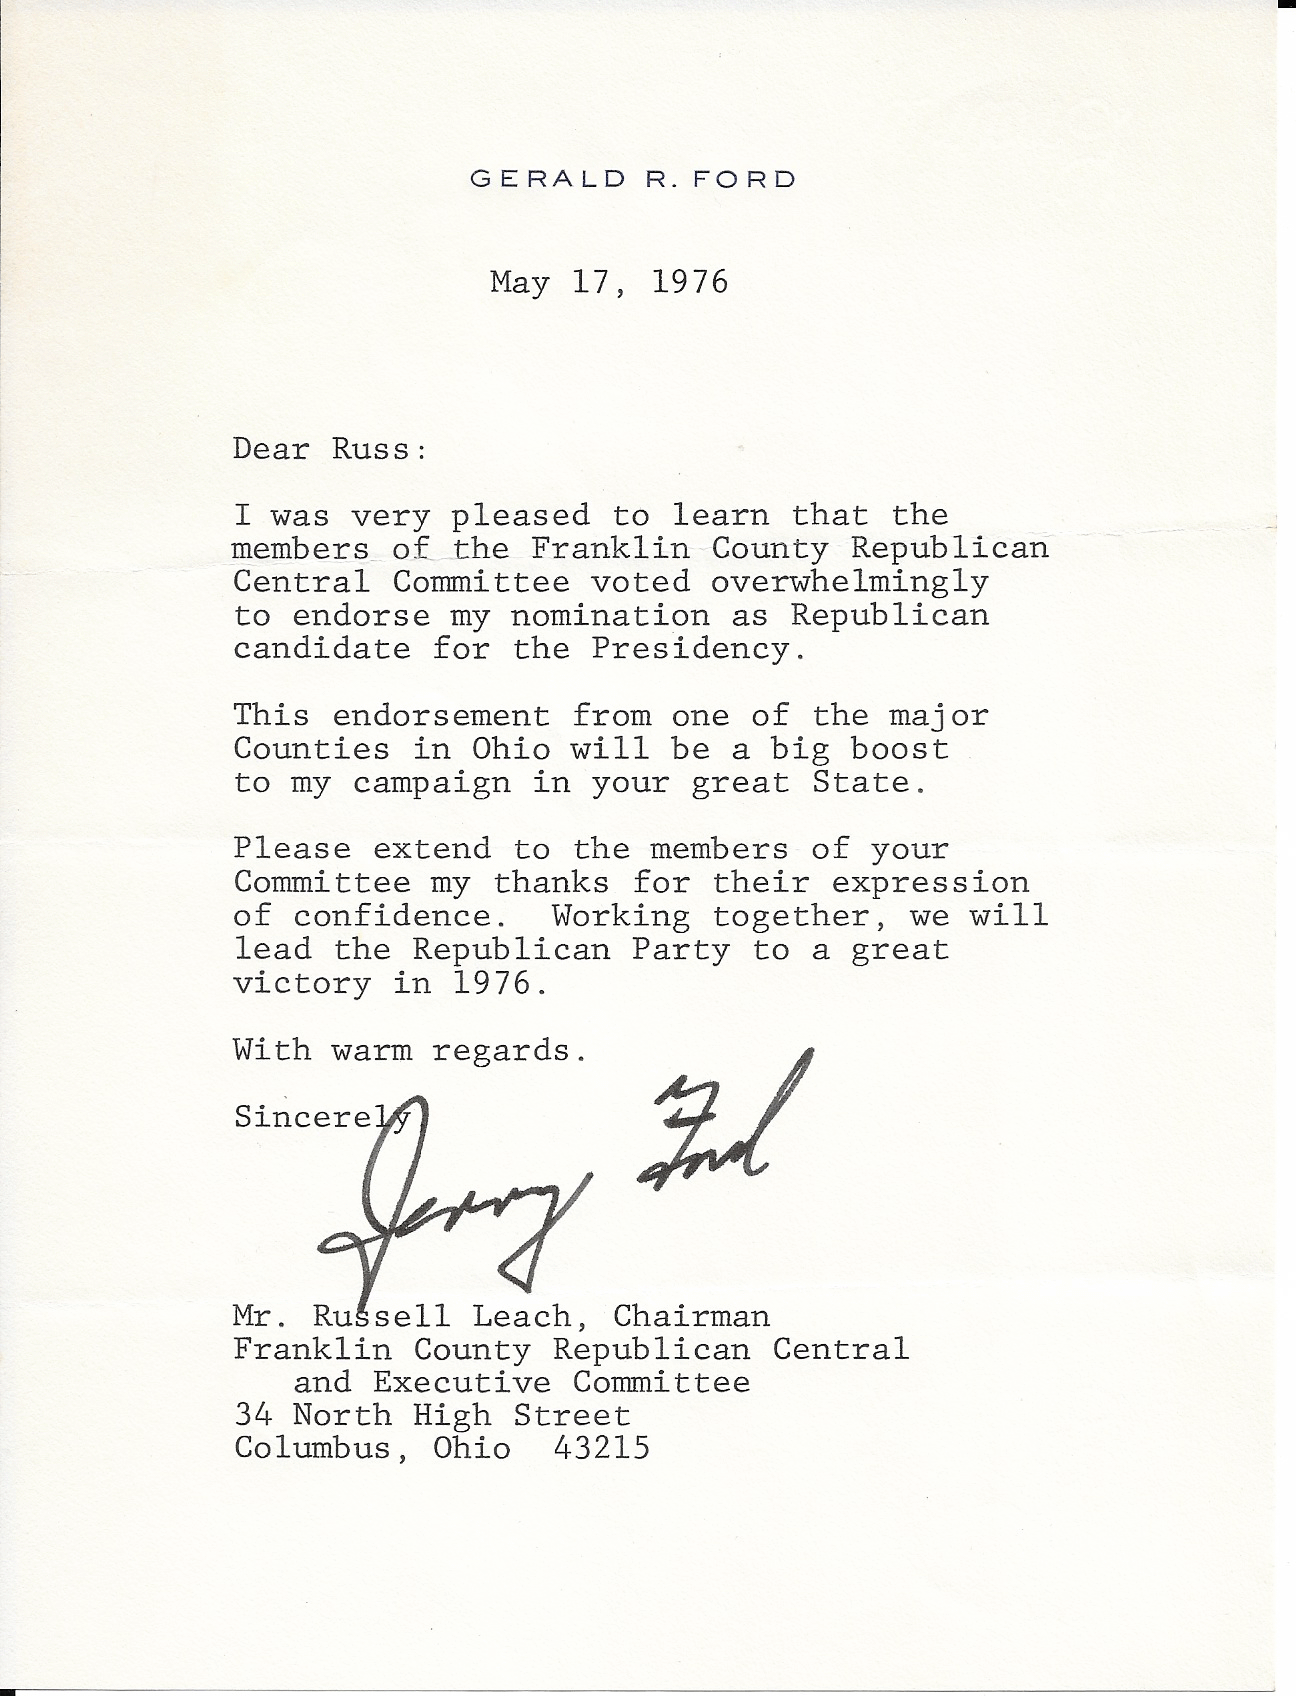 GERALD R. FORD
May 17, 1976
Dear Russ:
I was very pleased to learn that the
members of the Franklin County Republican
Central Committee voted overwhelmingly
to endorse my nomination as Republican
candidate for the Presidency.
This endorsement from one of the major
Counties in Ohio will be a big boost
to my campaign in your great State.
Please extend to the members of your
Committee my thanks for their expression
of confidence.  Working together, we will
lead the Republican Party to a great
victory in 1976.
With warm regards.
Sincerely
Jerry Ford
Mr. Russell Leach, Chairman
Franklin County Republican Central
and Executive Committee
34 North High Street
Columbus, Ohio  43215